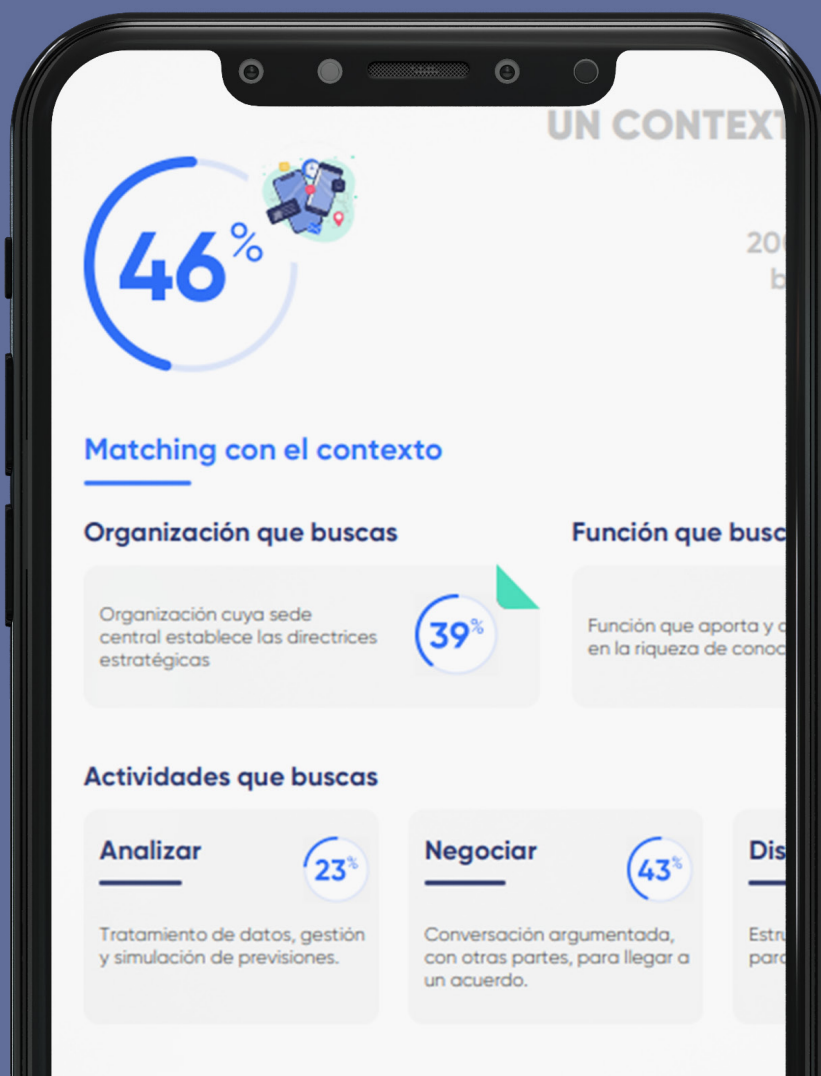 UN CONTEXT
46%
Matching con el contexto
Organización que buscas
Organización cuya sede
central establece las directrices
estratégicas
39%
Función que busc
Función que aporta y
en la riqueza de conoc
Actividades que buscas
Analizar
23%
Tratamiento de datos, gestión
y simulación de previsiones.
Negociar
43%
Conversación argumentada,
con otras partes, para llegar a
un acuerdo.
Dis
Estru
para